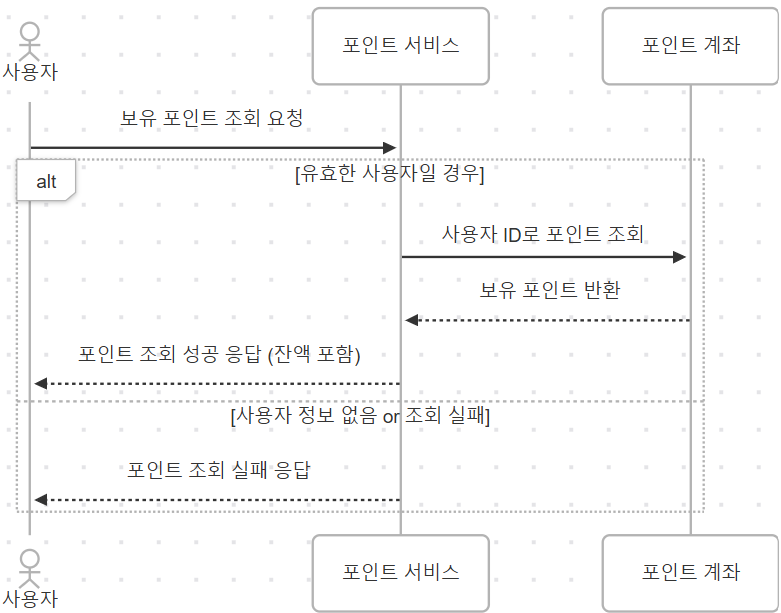 사용자
포인트 서비스
포인트 계좌
보유 포인트 조회 요청
alt
[유효한 사용자일 경우]
사용자 ID로 포인트 조회
보유 포인트 반환
포인트 조회 성공 응답 (잔액 포함)
[사용자 정보 없음 or 조회 실패]
포인트 조회 실패 응답
사용자
포인트 서비스
포인트 계좌